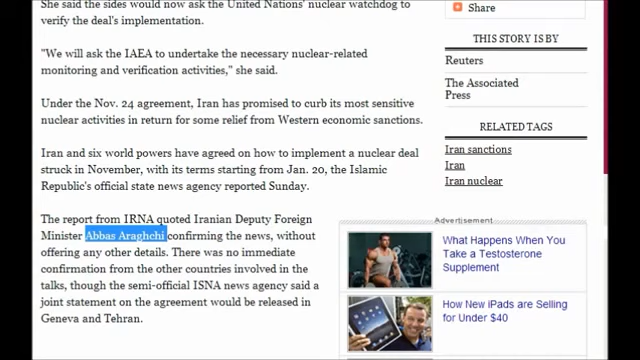 She said the sides would now ask the United Nations' nuclear watchdog to
verify the deal's implementation.
"We will ask the IAEA to undertake the necessary nuclear-related
monitoring and verification activities," she said.
Under the Nov. 24 agreement, Iran has promised to curb its most sensitive
nuclear activities in return for some relief from Western economic sanctions.
Iran and six world powers have agreed on how to implement a nuclear deal
struck in November, with its terms starting from Jan. 20, the Islamic
Republic's official state news agency reported Sunday.
The report from IRNA quoted Iranian Deputy Foreign
Minister Abbas Araghchi confirming the news, without
offering any other details. There was no immediate
confirmation from the other countries involved in the
talks, though the semi-official ISNA news agency said a
joint statement on the agreement would be released in
Geneva and Tehran.
Share
THIS STORY IS BY
Reuters
The Associated
Press
RELATED TAGS
Iran sanctions
Iran
Iran nuclear
Advertisement
What Happens When You
Take a Testosterone
Supplement
How New iPads are Selling
for Under $40